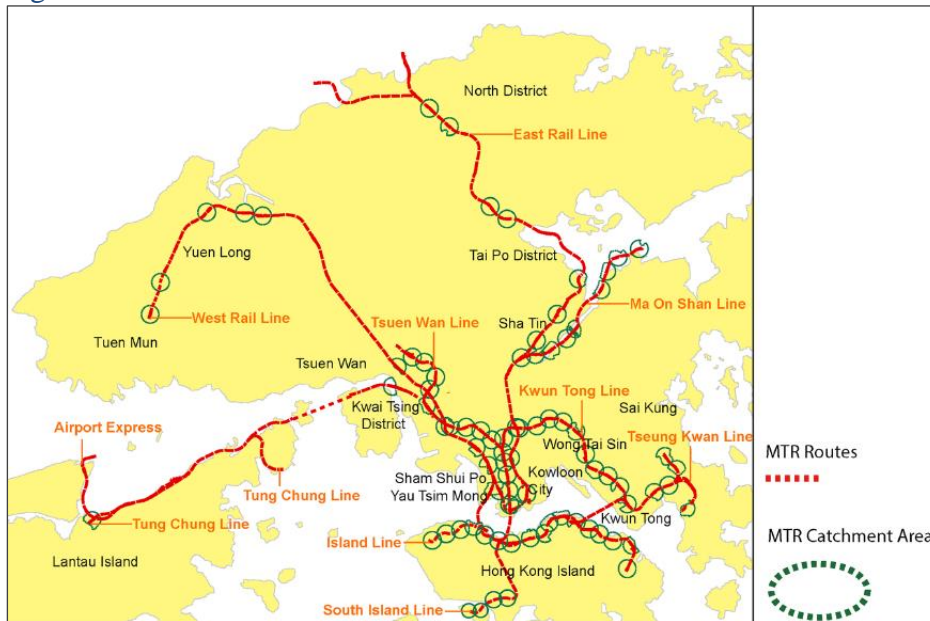 North District
East Rail Line
Yuen Long
Tai Po District
Ma On Shan Line
West Rail Line
Tsuen Wan Line
Sha Tin
Tuen Mun
Tsuen Wan
Kwun Tong Line
Kwai Tsing
District
Sai Kung
Airport Express
Wong Tai Sin
Tseung Kwan Line
MTR Routes
Sham Shui Po
Kowloon
City
Yau Tsim Mong
Tung Chung Line
Kwun Tong
Tung Chung Line
MTR Catchment Area
Island Line
Lantau Island
Hong Kong Island
South Island Line